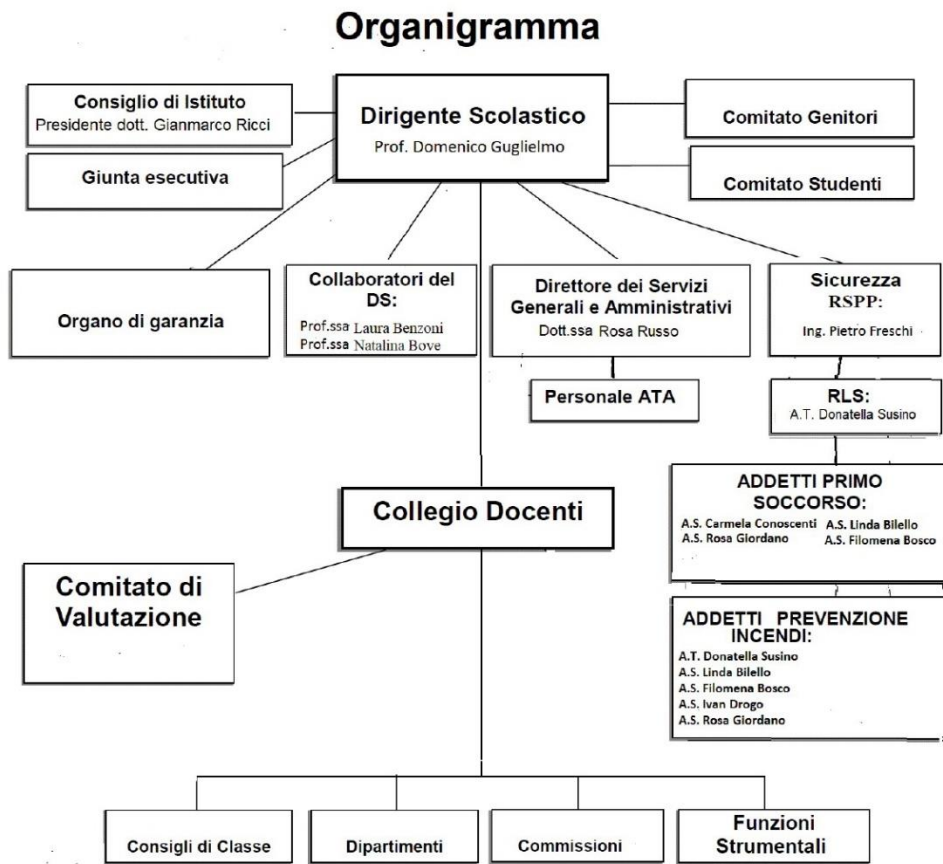 Organigramma
Consiglio di Istituto
Presidente dott. Gianmarco Ricci
Dirigente Scolastico
Prof. Domenico Guglielmo
Comitato Genitori
Giunta esecutiva
Comitato Studenti
Organo di garanzia
Collaboratori del
DS:
Prof.ssa Laura Benzoni
Prof.ssa Natalina Bove
Direttore dei Servizi
Generali e Amministrativi
Dott.ssa Rosa Russo
Sicurezza
RSPP:
Ing. Pietro Freschi
Personale ATA
RLS:
A.T. Donatella Susino
Collegio Docenti
ADDETTI PRIMO
SOCCORSO:
A.S. Carmela Conoscenti A.S. Linda Bilello
A.S. Rosa Giordano A.S. Filomena Bosco
Comitato di
Valutazione
ADDETTI PREVENZIONE
INCENDI:
A.T. Donatella Susino
A.S. Linda Bilello
A.S. Filomena Bosco
A.S. Ivan Drogo
A.S. Rosa Giordano
Consigli di Classe
Dipartimenti
Commissioni
Funzioni
Strumentali